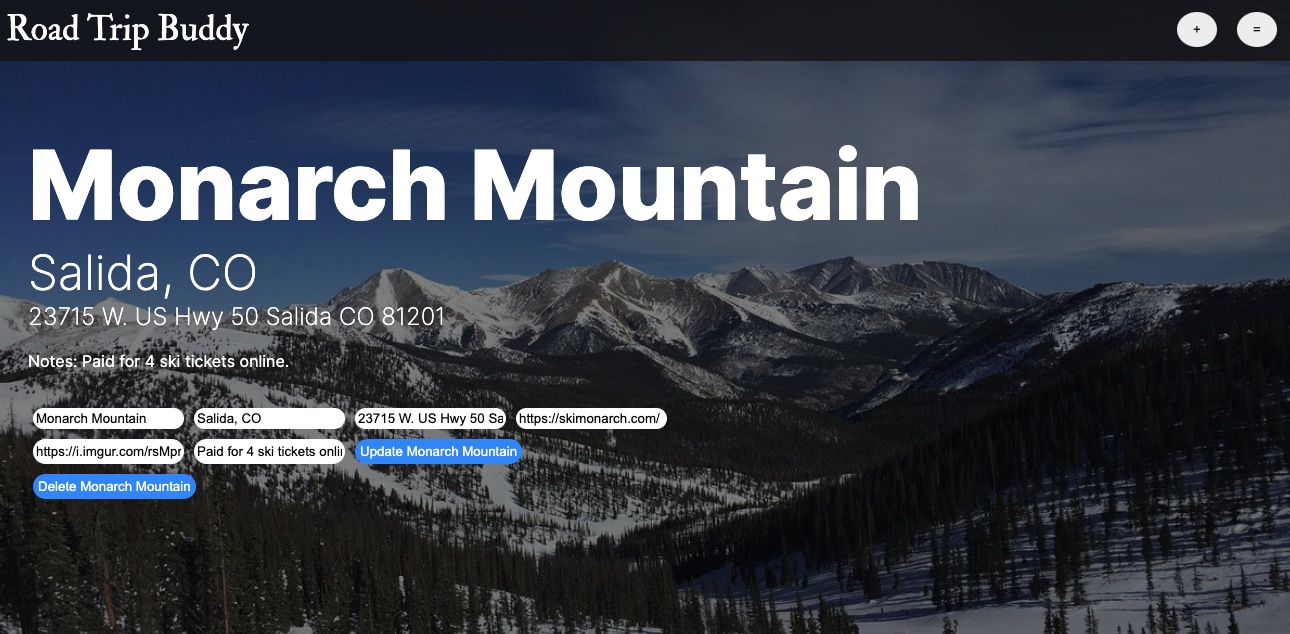 Road Trip Buddy + =
Monarch Mountain
Salida, CO
23715 W. US Hwy 50 Salida CO 81201
Notes: Paid for 4 ski tickets online.
Monarch Mountain Salida, CO 23715 W. US Hwy 50 Sa https://skimonarch.com/
https://i.imgur.com/rsMpr Paid for 4 ski tickets onli Update Monarch Mountain
Delete Monarch Mountain